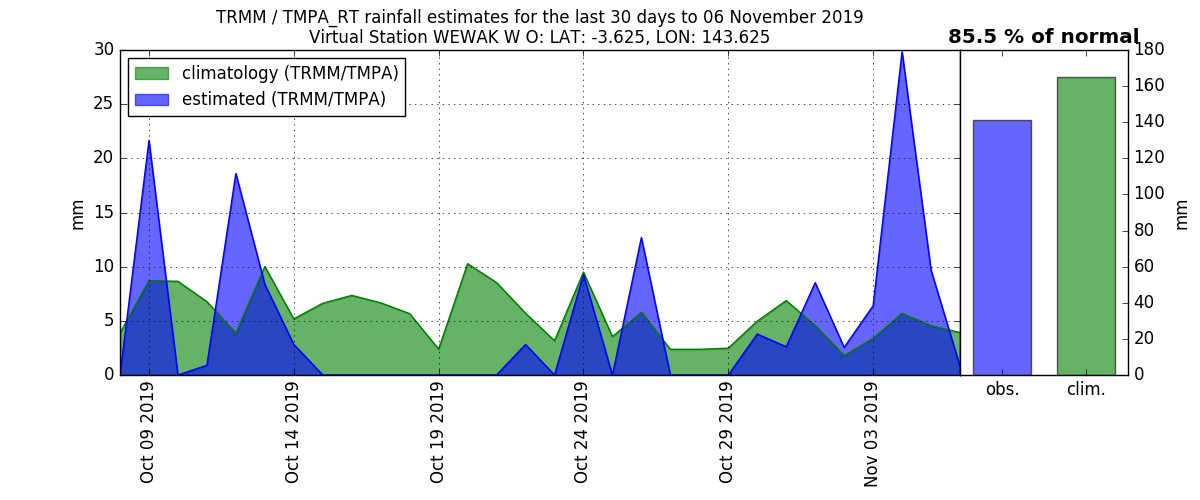 TRMM / TMPA_RT rainfall estimates for the last 30 days to 06 November 2019
Virtual Station WEWAK W O: LAT: -3.625, LON: 143.625
85.5 % of normal
climatology (TRMM/TMPA)
estimated (TRMM/TMPA)
30
25
20
15
10
5
0
mm
Oct 09 2019
Oct 14 2019
Oct 19 2019
Oct 24 2019
Oct 29 2019
Nov 03 2019
obs.
clim.
180
160
140
120
100
80
60
40
20
0
mm